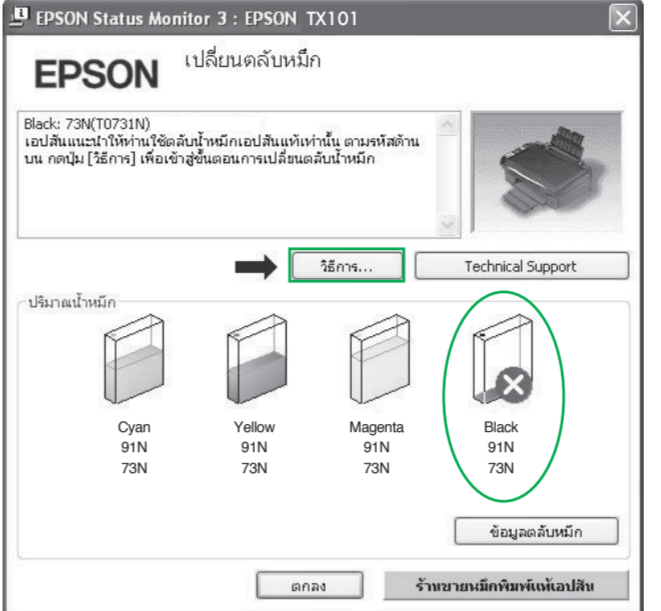 EPSON Status Monitor 3 : EPSON TX101
EPSON
เปลี่ยนตลับหมึก
Black: 73N(T0731N)
เอปสันแนะนำให้ท่านใช้ตลับน้ำหมึกเอปสันแท้เท่านั้น ตามรหัสด้าน
บน กดปุ่ม [วิธีการ] เพื่อเข้าสู่ขั้นตอนการเปลี่ยนตลับน้ำหมึก
วิธีการ...
Technical Support
ปริมาณน้ำหมึก
Cyan Yellow Magenta Black
91N 91N 91N 91N
73N 73N 73N 73N
ข้อมูลตลับหมึก
ตกลง
ร้านขายหมึกพิมพ์แท้เอปสัน